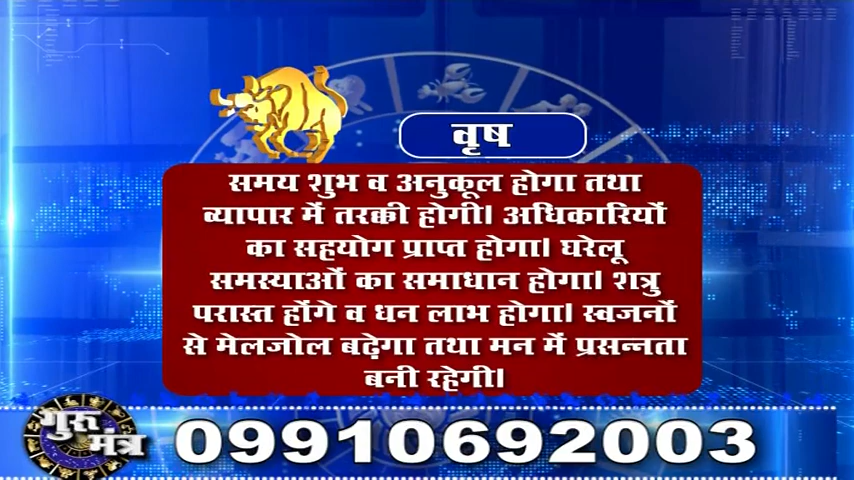 वृष
समय शुभ व अनुकूल होगा तथा
व्यापार में तरक्की होगी। अधिकारियों
का सहयोग प्राप्त होगा। घरेलू
समस्याओं का समाधान होगा। शत्रु
परास्त होंगे व धन लाभ होगा। स्वजनों
से मेलजोल बढ़ेगा तथा मन में प्रसन्नता
बनी रहेगी।
गुरू
मंत्र
09910692003